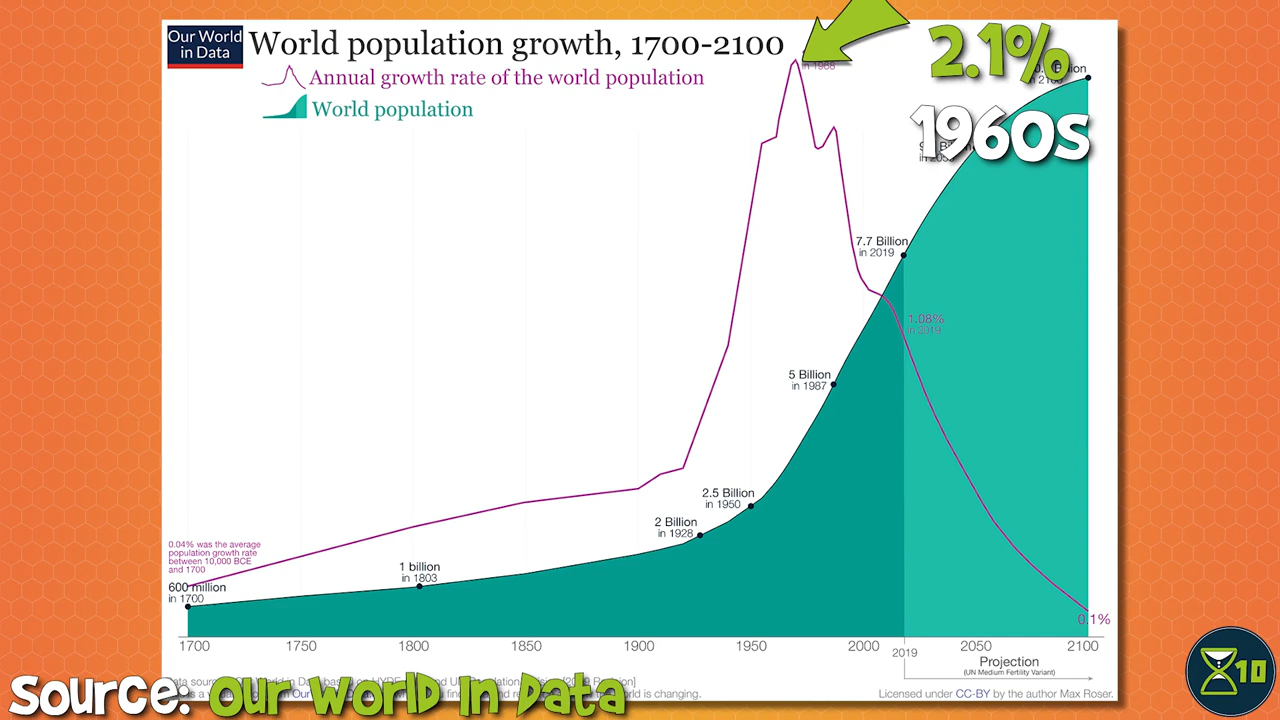 Our World
in Data
World population growth, 1700-2100
2.1%
1960s
Annual growth rate of the world population
World population
in 1968
7.7 Billion
in 2019
1.08%
in 2019
5 Billion
in 1987
2.5 Billion
in 1950
2 Billion
in 1928
0.04% was the average
population growth rate
between 10,000 BCE
and 1700
1 billion
in 1803
600 million
in 1700
0.1%
1700 1750 1800 1850 1900 1950 2000 2019 2050 2100
Projection
(UN Medium Fertility Variant)
10
Source: Our World In Data
is changing.
Licensed under CC-BY by the author Max Roser.